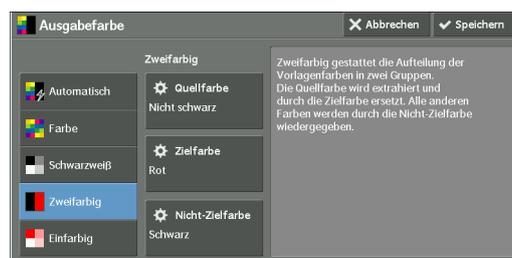 Ausgabefarbe
Abbrechen
Speichern
Automatisch
Farbe
Schwarzweiß
Zweifarbig
Einfarbig
Zweifarbig
Quellfarbe
Nicht schwarz
Zielfarbe
Rot
Nicht-Zielfarbe
Schwarz
Zweifarbig gestattet die Aufteilung der
Vorlagenfarben in zwei Gruppen.
Die Quellfarbe wird extrahiert und
durch die Zielfarbe ersetzt. Alle anderen
Farben werden durch die Nicht-Zielfarbe
wiedergegeben.